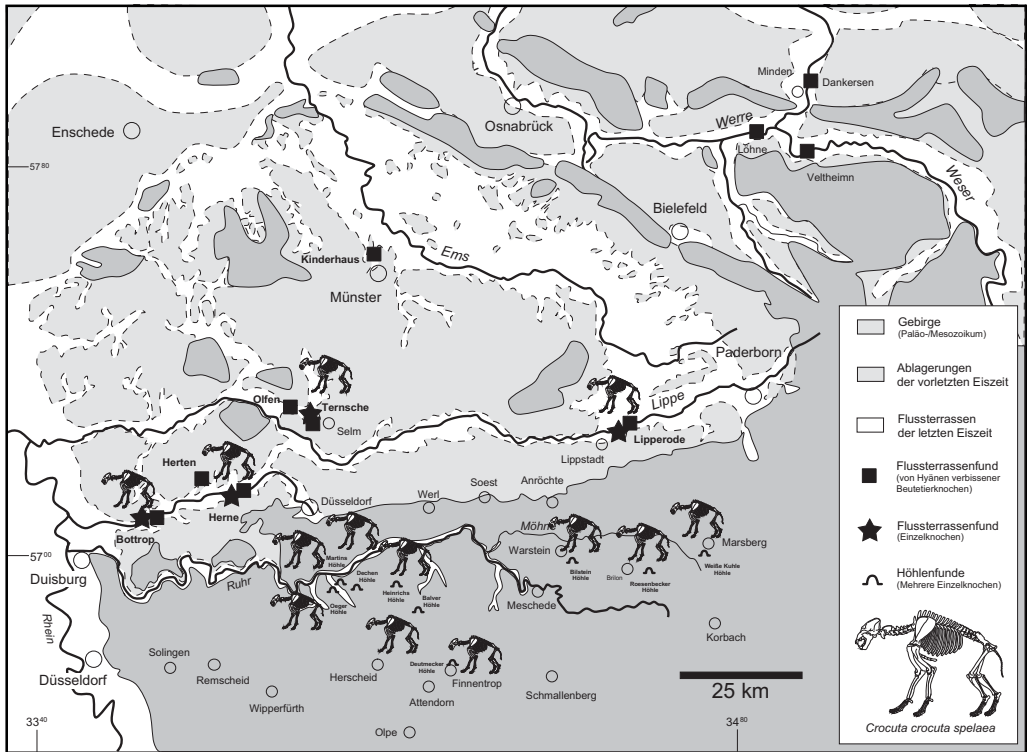 Minden
Dankersen
Enschede
Osnabrück
Werre
Löhne
57⁸⁰
Veltheimn
Weser
Bielefeld
Kinderhaus
Ems
Münster
Gebirge
(Paläo-/Mesozoikum)
Paderborn
Ablagerungen
der vorletzten Eiszeit
Olfen
Ternsche
Lippe
Selm
Flussterrassen
der letzten Eiszeit
Lipperode
Lippstadt
Herten
Flussterrassenfund
(von Hyänen verbissener
Beutetierknochen)
Soest
Anröchte
Werl
Düsseldorf
Herne
Bottrop
Flussterrassenfund
(Einzelknochen)
Möhne
Marsberg
Warstein
57⁰⁰
Martins
Höhle
Dechen
Höhle
Bilstein
Höhle
Brilon
Roesenbecker
Höhle
Weiße Kuhle
Höhle
Höhlenfunde
(Mehrere Einzelknochen)
Duisburg
Ruhr
Heinrichs
Höhle
Balver
Höhle
Meschede
Oeger
Höhle
Rhein
Korbach
Solingen
Remscheid
Herscheid
Deutmecker
Höhle
Finnentrop
Düsseldorf
Wipperfürth
Attendorn
Schmallenberg
25 km
Olpe
33⁴⁰
34⁸⁰
Crocuta crocuta spelaea